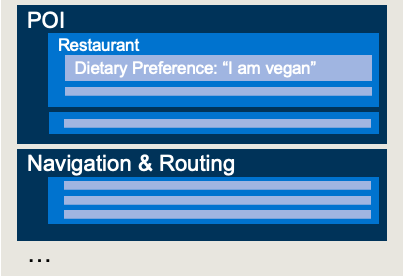 POI
Restaurant
Dietary Preference: “I am vegan”
Navigation & Routing
...